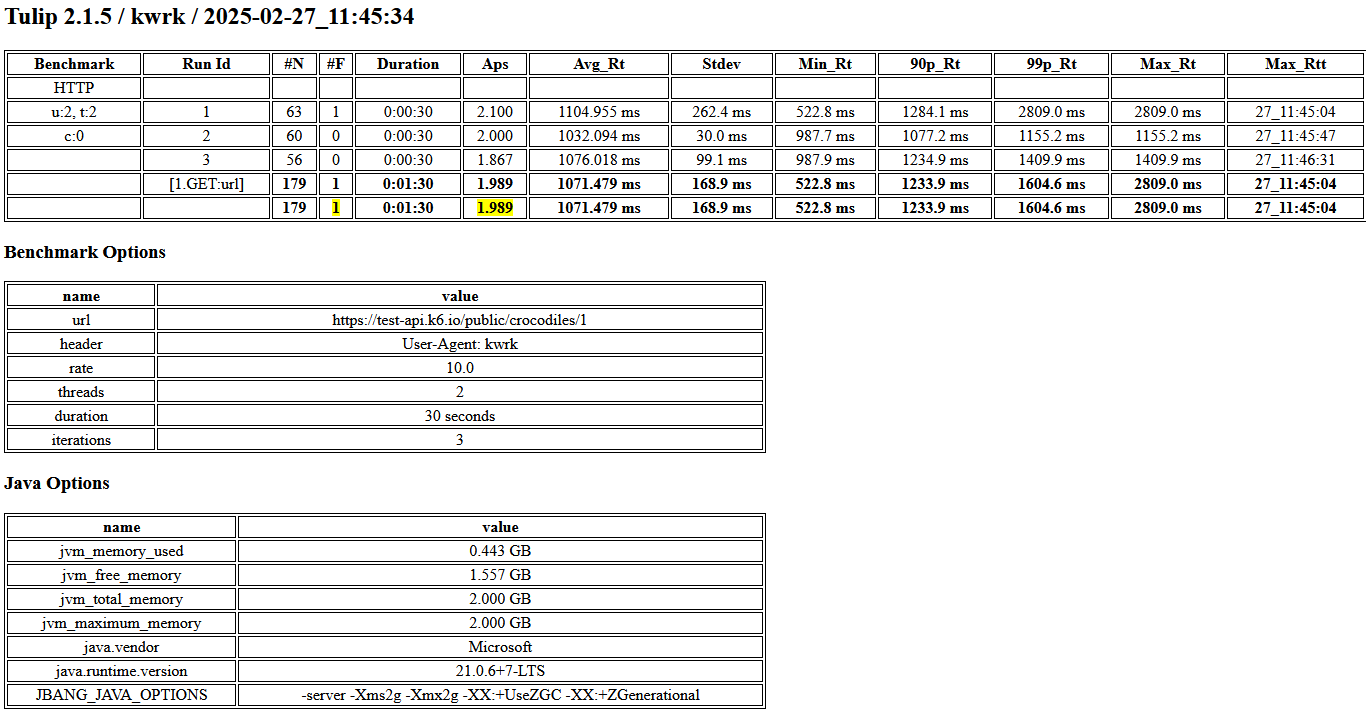 Tulip 2.1.5 / kwrk / 2025-02-27_11:45:34
Benchmark Run Id #N #F Duration Aps Avg_Rt Stdev Min_Rt 90p_Rt 99p_Rt Max_Rt Max_Rtt
HTTP
u:2, t:2 1 63 1 0:00:30 2.100 1104.955 ms 262.4 ms 522.8 ms 1284.1 ms 2809.0 ms 2809.0 ms 27_11:45:04
c:0 2 60 0 0:00:30 2.000 1032.094 ms 30.0 ms 987.7 ms 1077.2 ms 1155.2 ms 1155.2 ms 27_11:45:47
3 56 0 0:00:30 1.867 1076.018 ms 99.1 ms 987.9 ms 1234.9 ms 1409.9 ms 1409.9 ms 27_11:46:31
[1.GET:url] 179 1 0:01:30 1.989 1071.479 ms 168.9 ms 522.8 ms 1233.9 ms 1604.6 ms 2809.0 ms 27_11:45:04
179 1 0:01:30 1.989 1071.479 ms 168.9 ms 522.8 ms 1233.9 ms 1604.6 ms 2809.0 ms 27_11:45:04
Benchmark Options
name value
url https://test-api.k6.io/public/crocodiles/1
header User-Agent: kwrk
rate 10.0
threads 2
duration 30 seconds
iterations 3
Java Options
name value
jvm_memory_used 0.443 GB
jvm_free_memory 1.557 GB
jvm_total_memory 2.000 GB
jvm_maximum_memory 2.000 GB
java.vendor Microsoft
java.runtime.version 21.0.6+7-LTS
JBANG_JAVA_OPTIONS -server -Xms2g -Xmx2g -XX:+UseZGC -XX:+ZGenerational